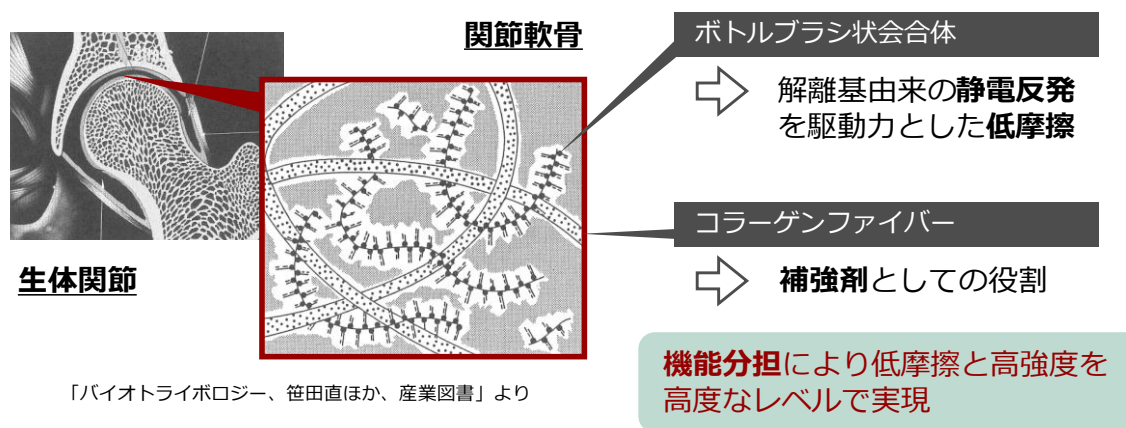 関節軟骨
生体関節
「バイオトライボロジー、笹田直ほか、産業図書」より
ボトルブラシ状会合体
解離基由来の静電反発
を駆動力とした低摩擦
コラーゲンファイバー
補強剤としての役割
機能分担により低摩擦と高強度を
高度なレベルで実現